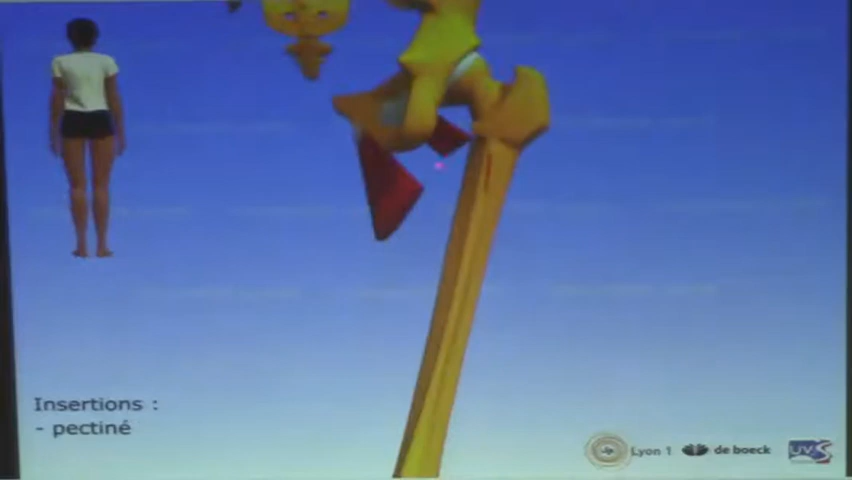 Insertions :
- pectiné
Lyon 1
de boeck
UVS